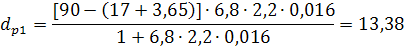 d_{p1} = \frac{[90 − (17 + 3,65)] · 6,8 · 2,2 · 0,016}{1 + 6,8 · 2,2 · 0,016} = 13,38